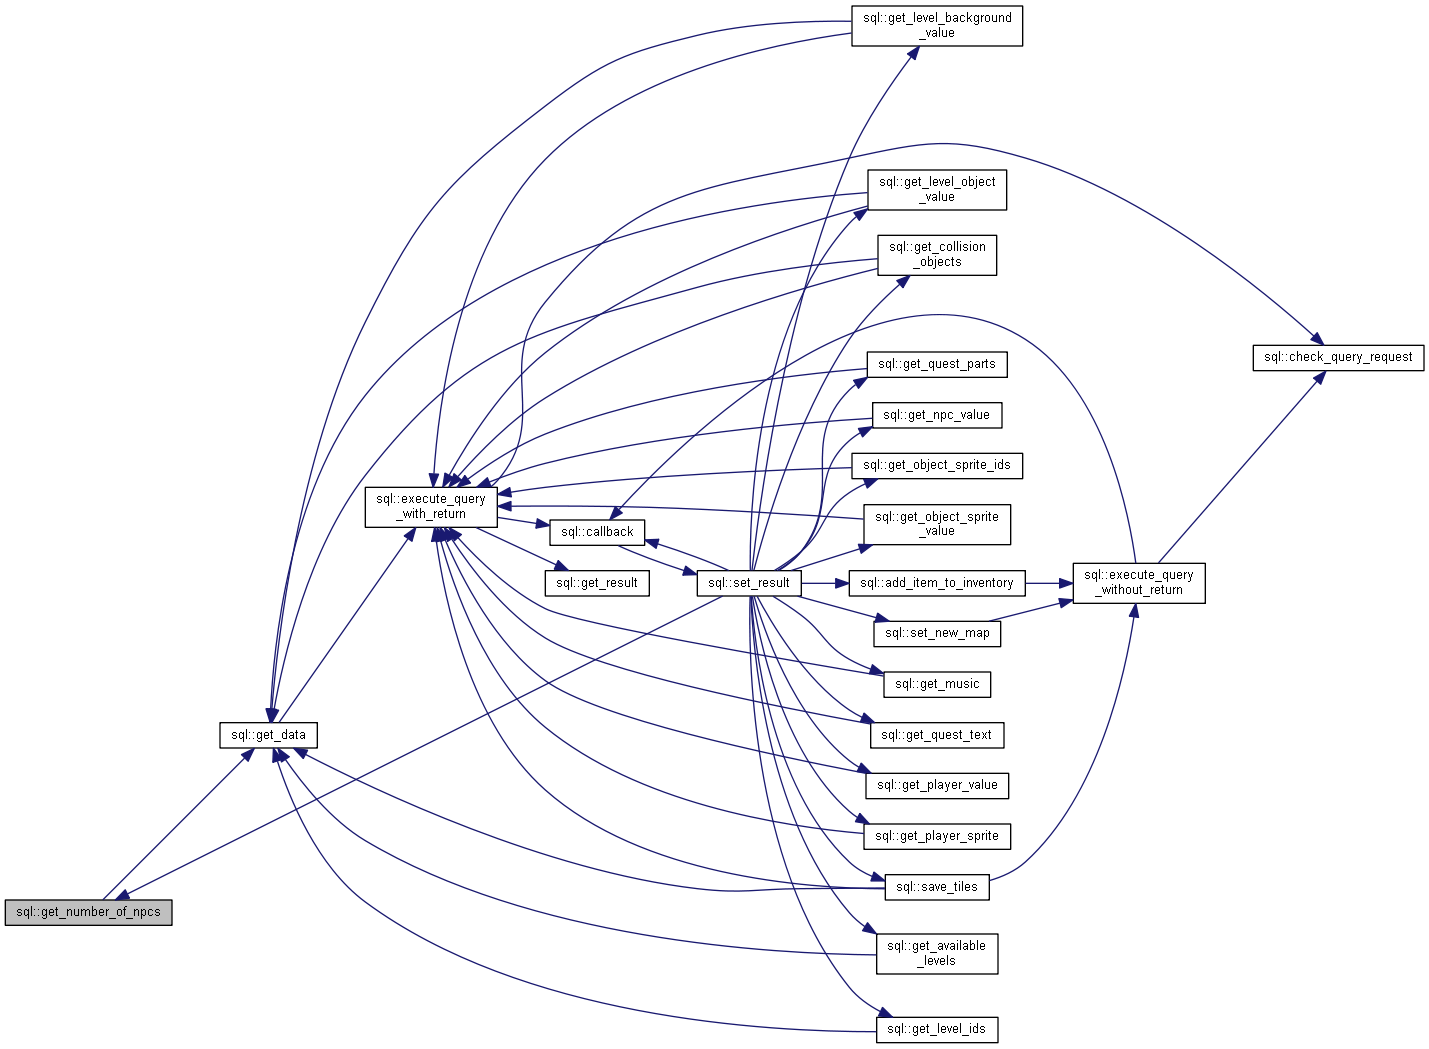 sql::get_level_background
_value
sql::get_level_object
_value
sql::get_collision
_objects
sql::check_query_request
sql::get_quest_parts
sql::get_npc_value
sql::get_object_sprite_ids
sql::execute_query
_with_return
sql::get_object_sprite
_value
sql::callback
sql::get_result
sql::set_result
sql::add_item_to_inventory
sql::execute_query
_without_return
sql::set_new_map
sql::get_music
sql::get_data
sql::get_quest_text
sql::get_player_value
sql::get_player_sprite
sql::save_tiles
sql::get_number_of_npcs
sql::get_available
_levels
sql::get_level_ids